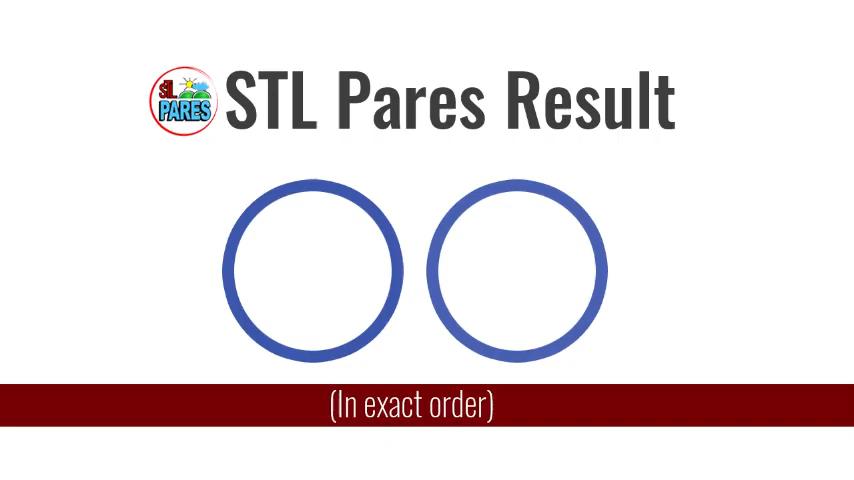 STL
PARES
STL Pares Result
(In exact order)